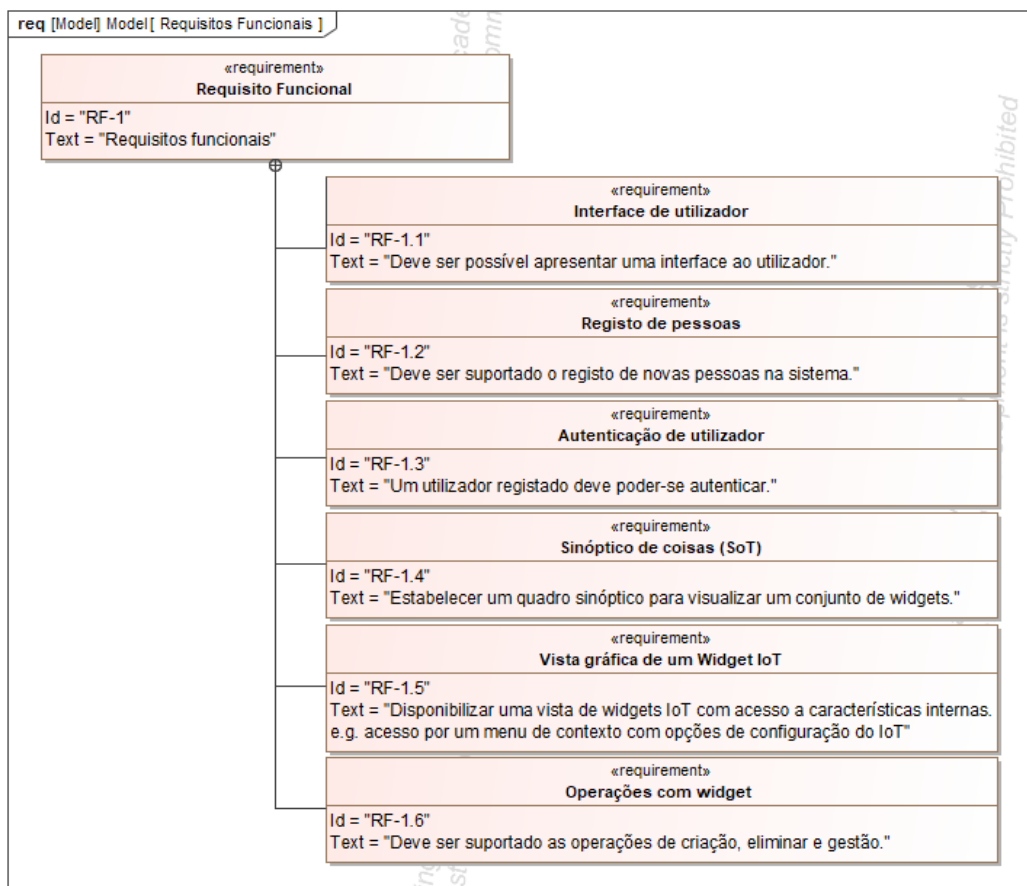 req [Model] Model[ Requisitos Funcionais ]
«requirement»
Requisito Funcional
Id = "RF-1"
Text = "Requisitos funcionais"
«requirement»
Interface de utilizador
Id = "RF-1.1"
Text = "Deve ser possível apresentar uma interface ao utilizador."
«requirement»
Registo de pessoas
Id = "RF-1.2"
Text = "Deve ser suportado o registo de novas pessoas na sistema."
«requirement»
Autenticação de utilizador
Id = "RF-1.3"
Text = "Um utilizador registado deve poder-se autenticar."
«requirement»
Sinóptico de coisas (SoT)
Id = "RF-1.4"
Text = "Estabelecer um quadro sinóptico para visualizar um conjunto de widgets."
«requirement»
Vista gráfica de um Widget IoT
Id = "RF-1.5"
Text = "Disponibilizar uma vista de widgets IoT com acesso a características internas.
e.g. acesso por um menu de contexto com opções de configuração do IoT"
«requirement»
Operações com widget
Id = "RF-1.6"
Text = "Deve ser suportado as operações de criação, eliminar e gestão."
is strictly Prohibited